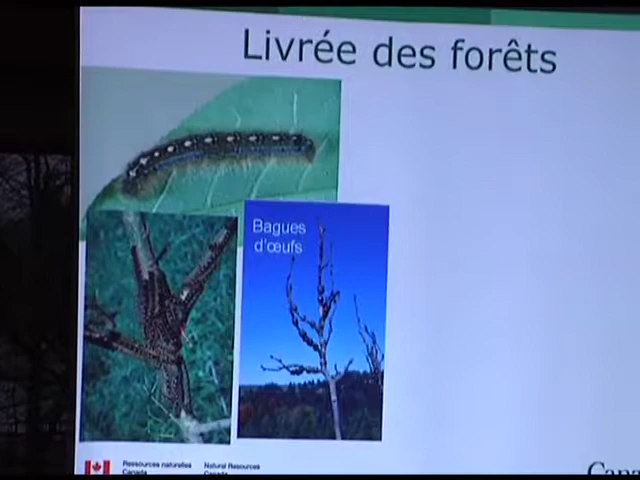 Livrée des forêts
Bagues
d'œufs
Ressources naturelles
Canada
Natural Resources
Canada